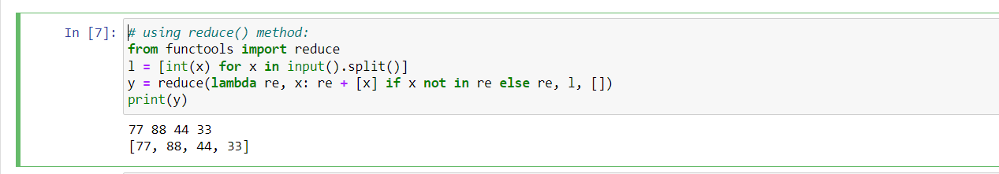 In [7]: # using reduce() method:
from functools import reduce
l = [int(x) for x in input().split()]
y = reduce(lambda re, x: re + [x] if x not in re else re, l, [])
print(y)
77 88 44 33
[77, 88, 44, 33]